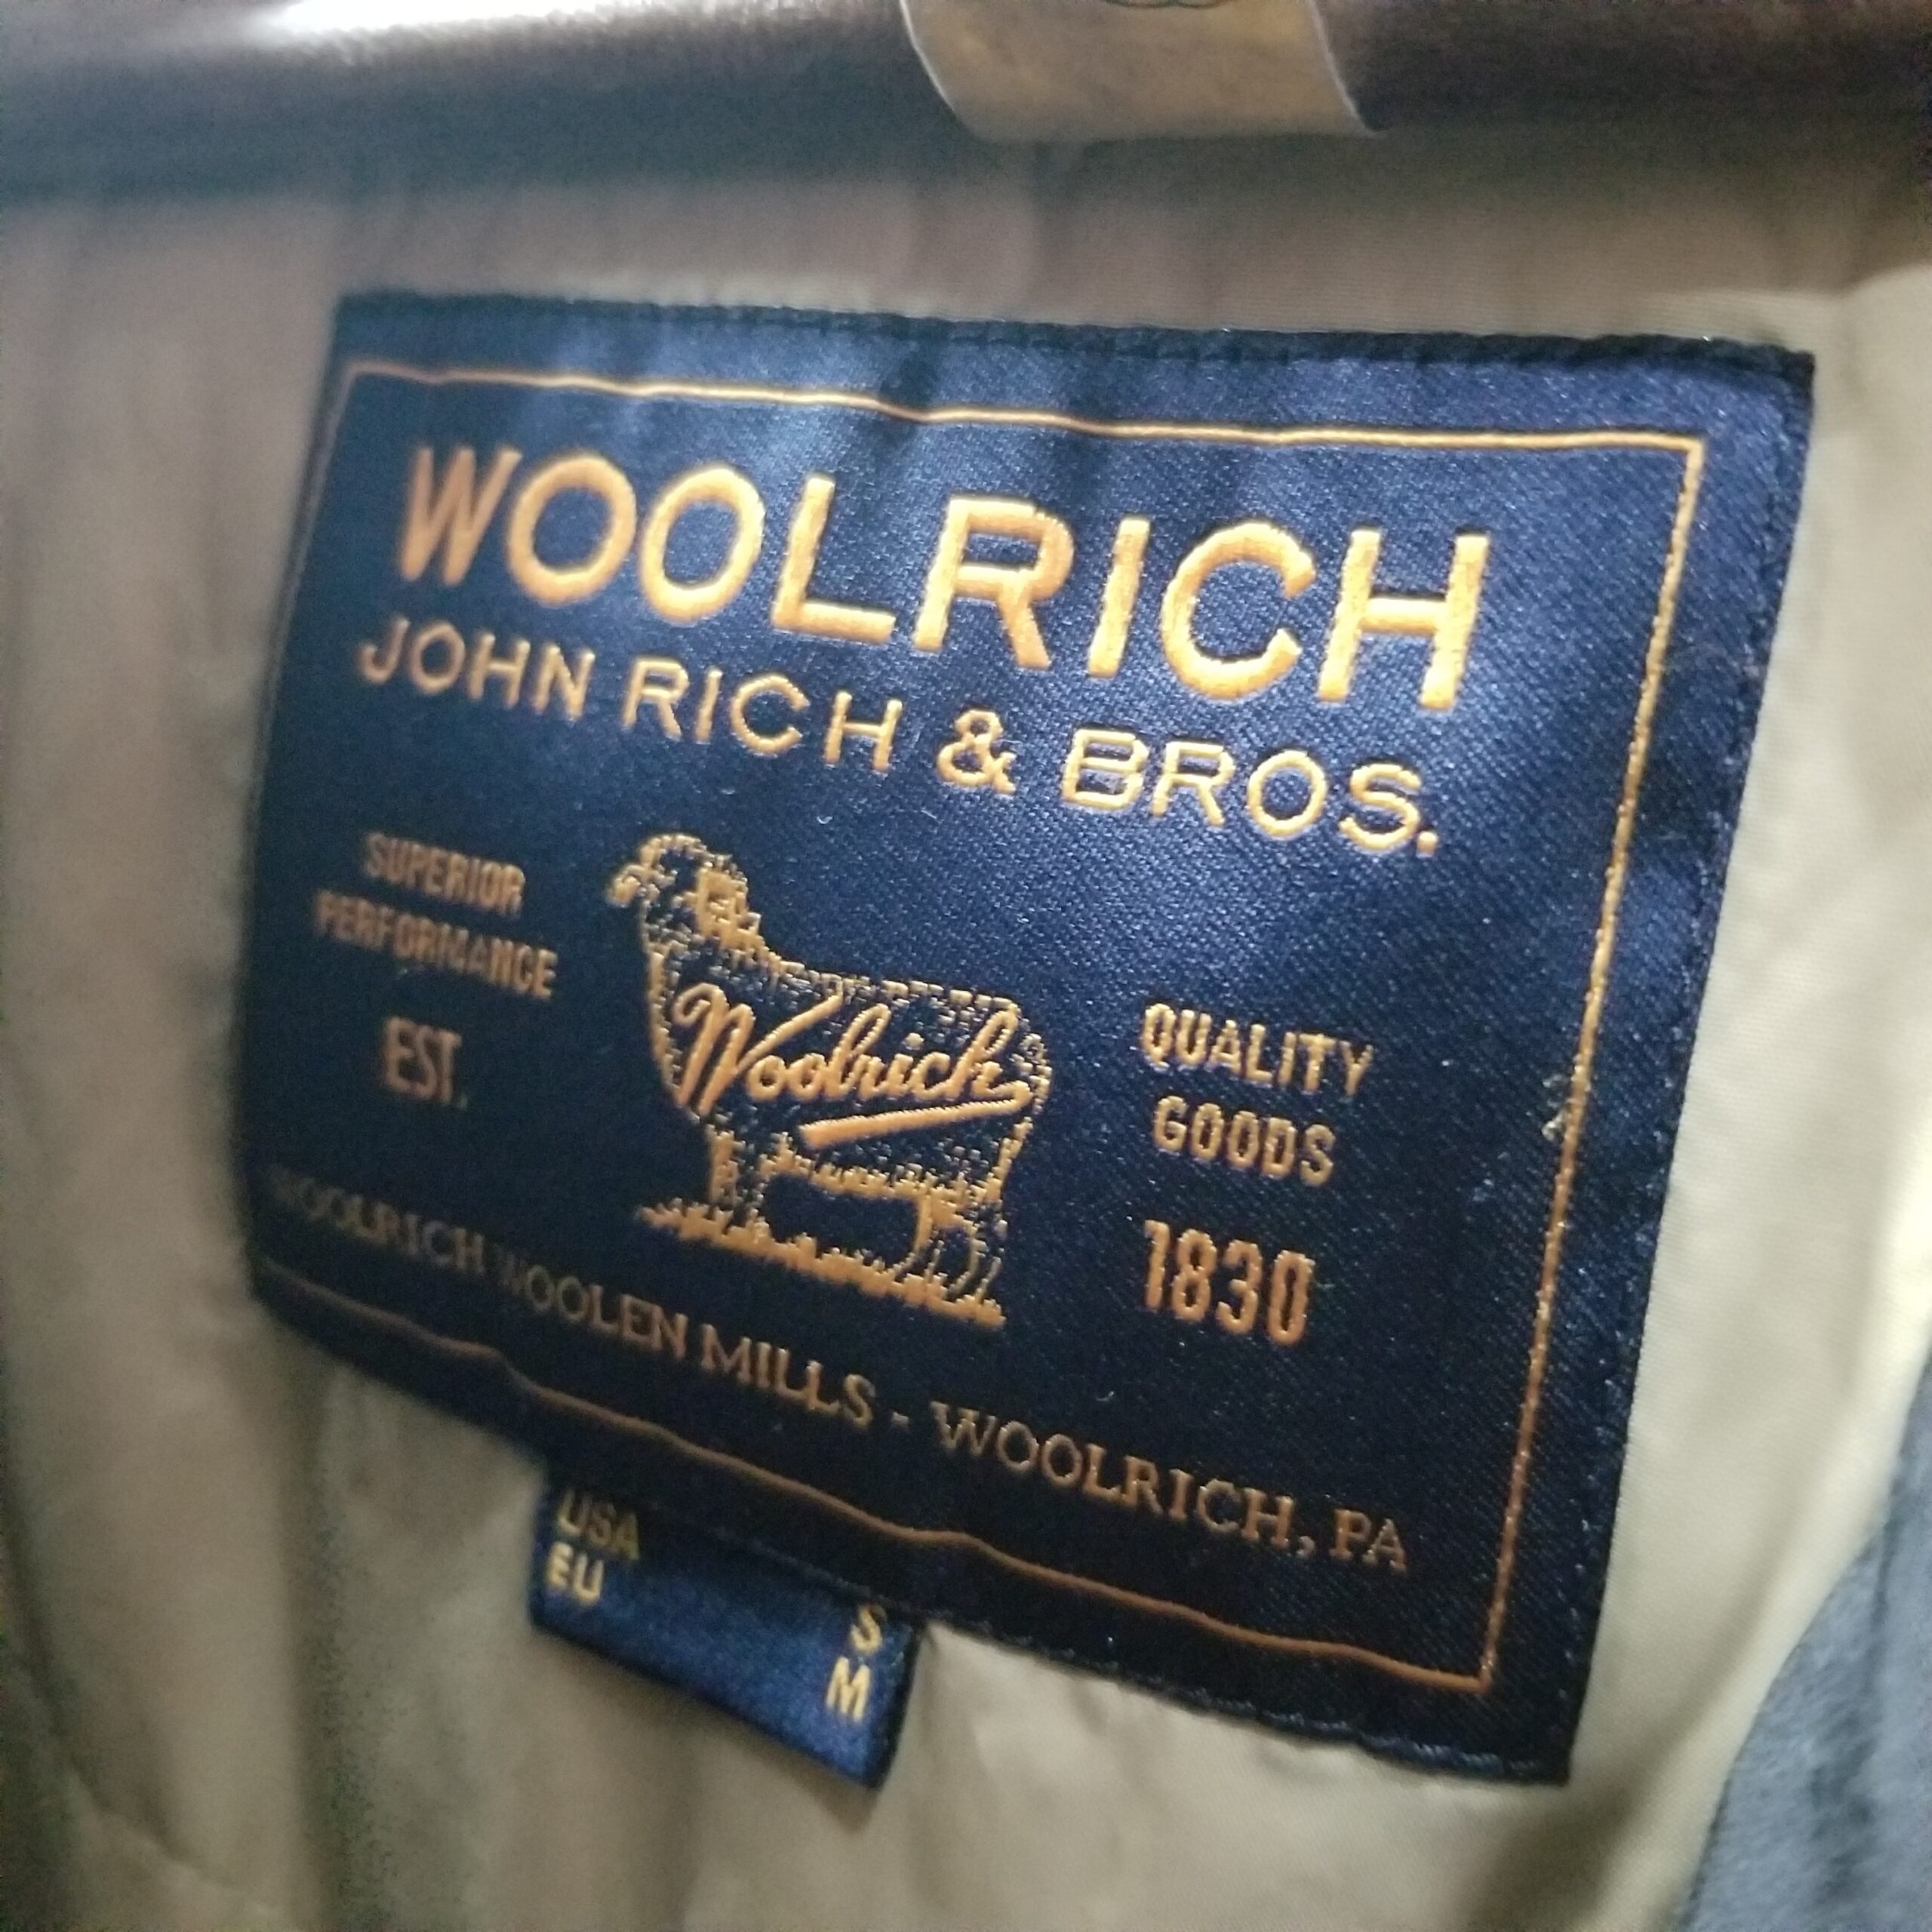 WOOLRICH
JOHN RICH & BROS.
SUPERIOR
PERFORMANCE
EST.
Woolrich
QUALITY
GOODS
1830
WOOLRICH WOOLEN MILLS - WOOLRICH, PA
USA S
EU M